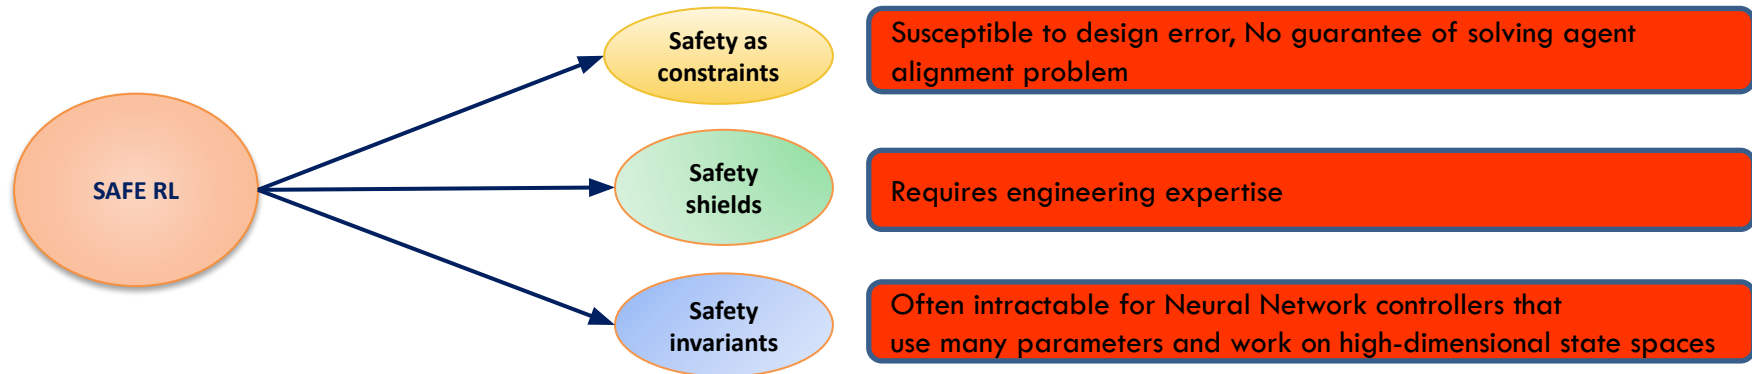 SAFE RL
Safety as
constraints
Susceptible to design error, No guarantee of solving agent
alignment problem
Safety
shields
Requires engineering expertise
Safety
invariants
Often intractable for Neural Network controllers that
use many parameters and work on high-dimensional state spaces